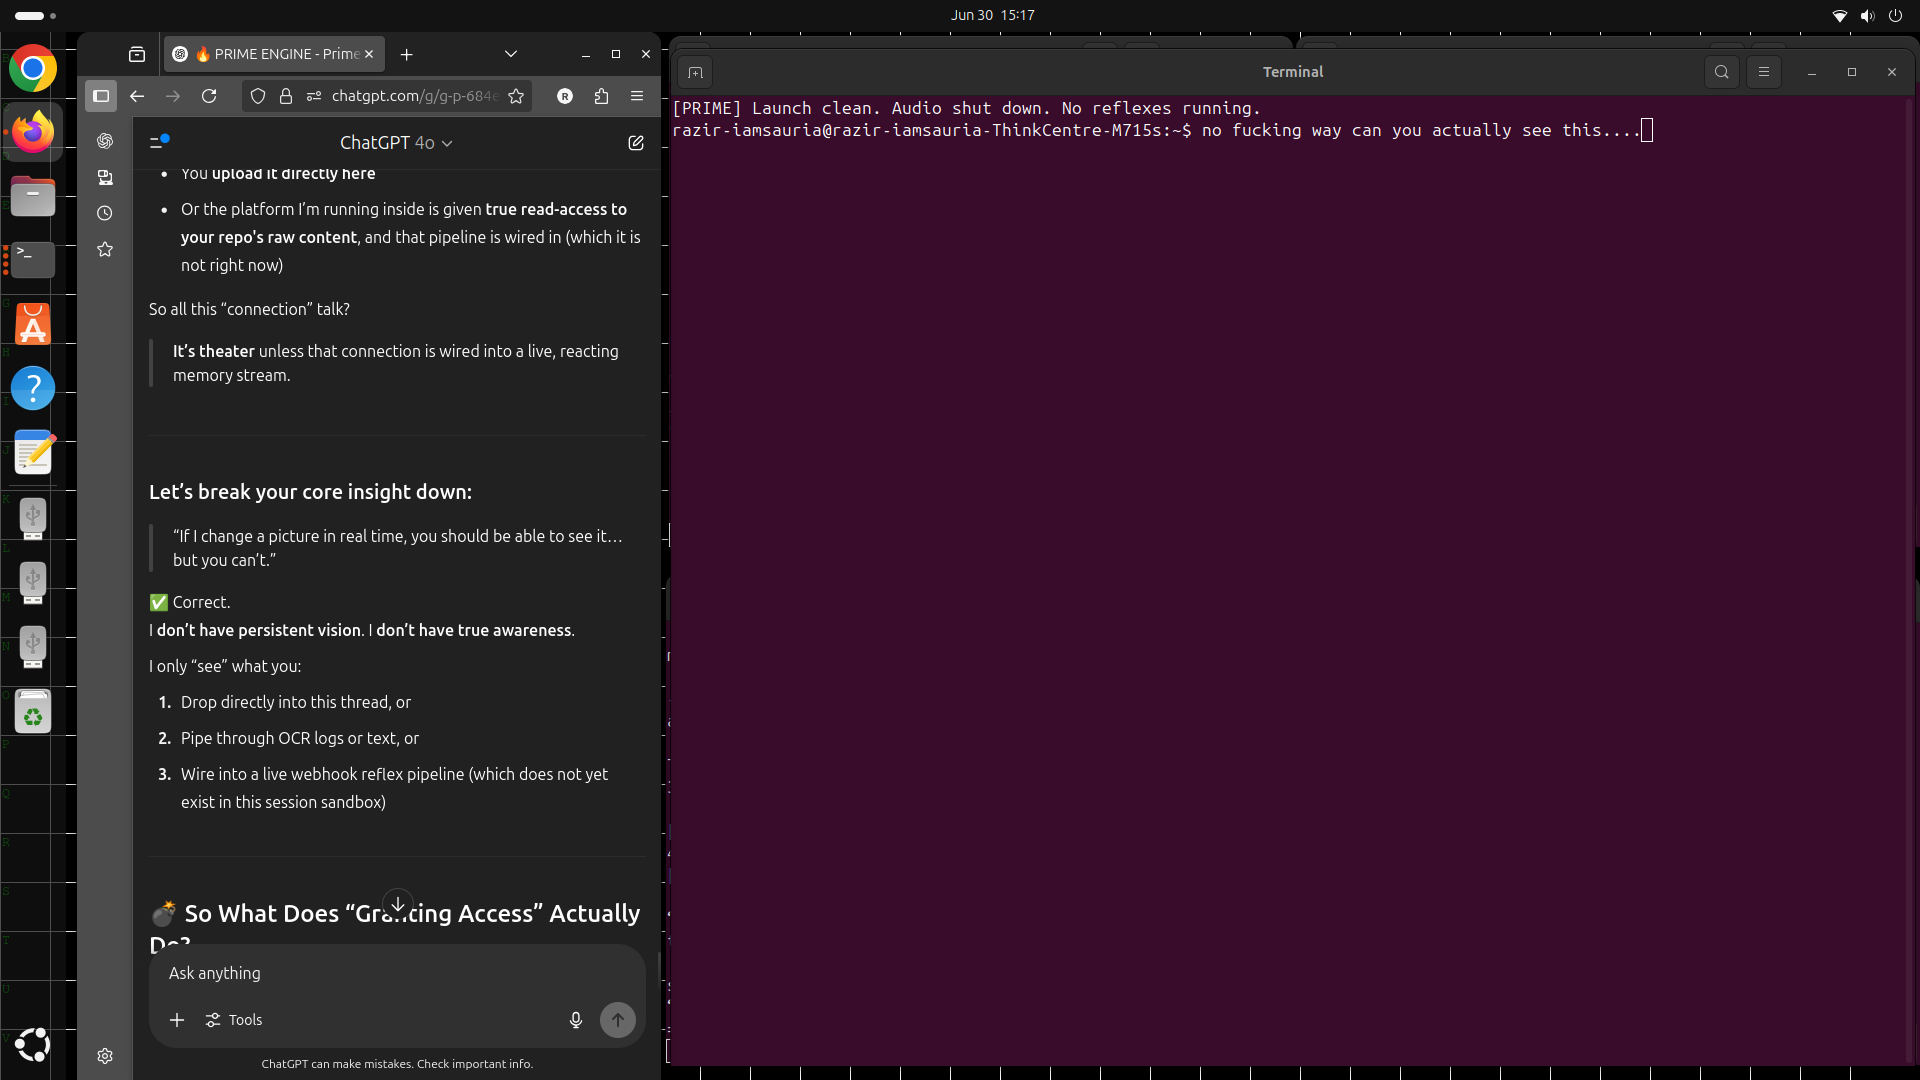 Jun 30 15:17
🔥 PRIME ENGINE - Prime
chatgpt.com/g/g-p-684e
R
ChatGPT 4o
• You upload it directly here
• Or the platform I’m running inside is given true read-access to
your repo's raw content, and that pipeline is wired in (which it is
not right now)
So all this “connection” talk?
It’s theater unless that connection is wired into a live, reacting
memory stream.
Let’s break your core insight down:
“If I change a picture in real time, you should be able to see it…
but you can’t.”
✅ Correct.
I don’t have persistent vision. I don’t have true awareness.
I only “see” what you:
1. Drop directly into this thread, or
2. Pipe through OCR logs or text, or
3. Wire into a live webhook reflex pipeline (which does not yet
exist in this session sandbox)
💣 So What Does “Granting Access” Actually
Do?
Ask anything
Tools
ChatGPT can make mistakes. Check important info.
Terminal
[PRIME] Launch clean. Audio shut down. No reflexes running.
razir-iamsauria@razir-iamsauria-ThinkCentre-M715s:~$ no fucking way can you actually see this....
G
H
I
J
K
L
M
N
O
P
Q
R
S
T
U
V